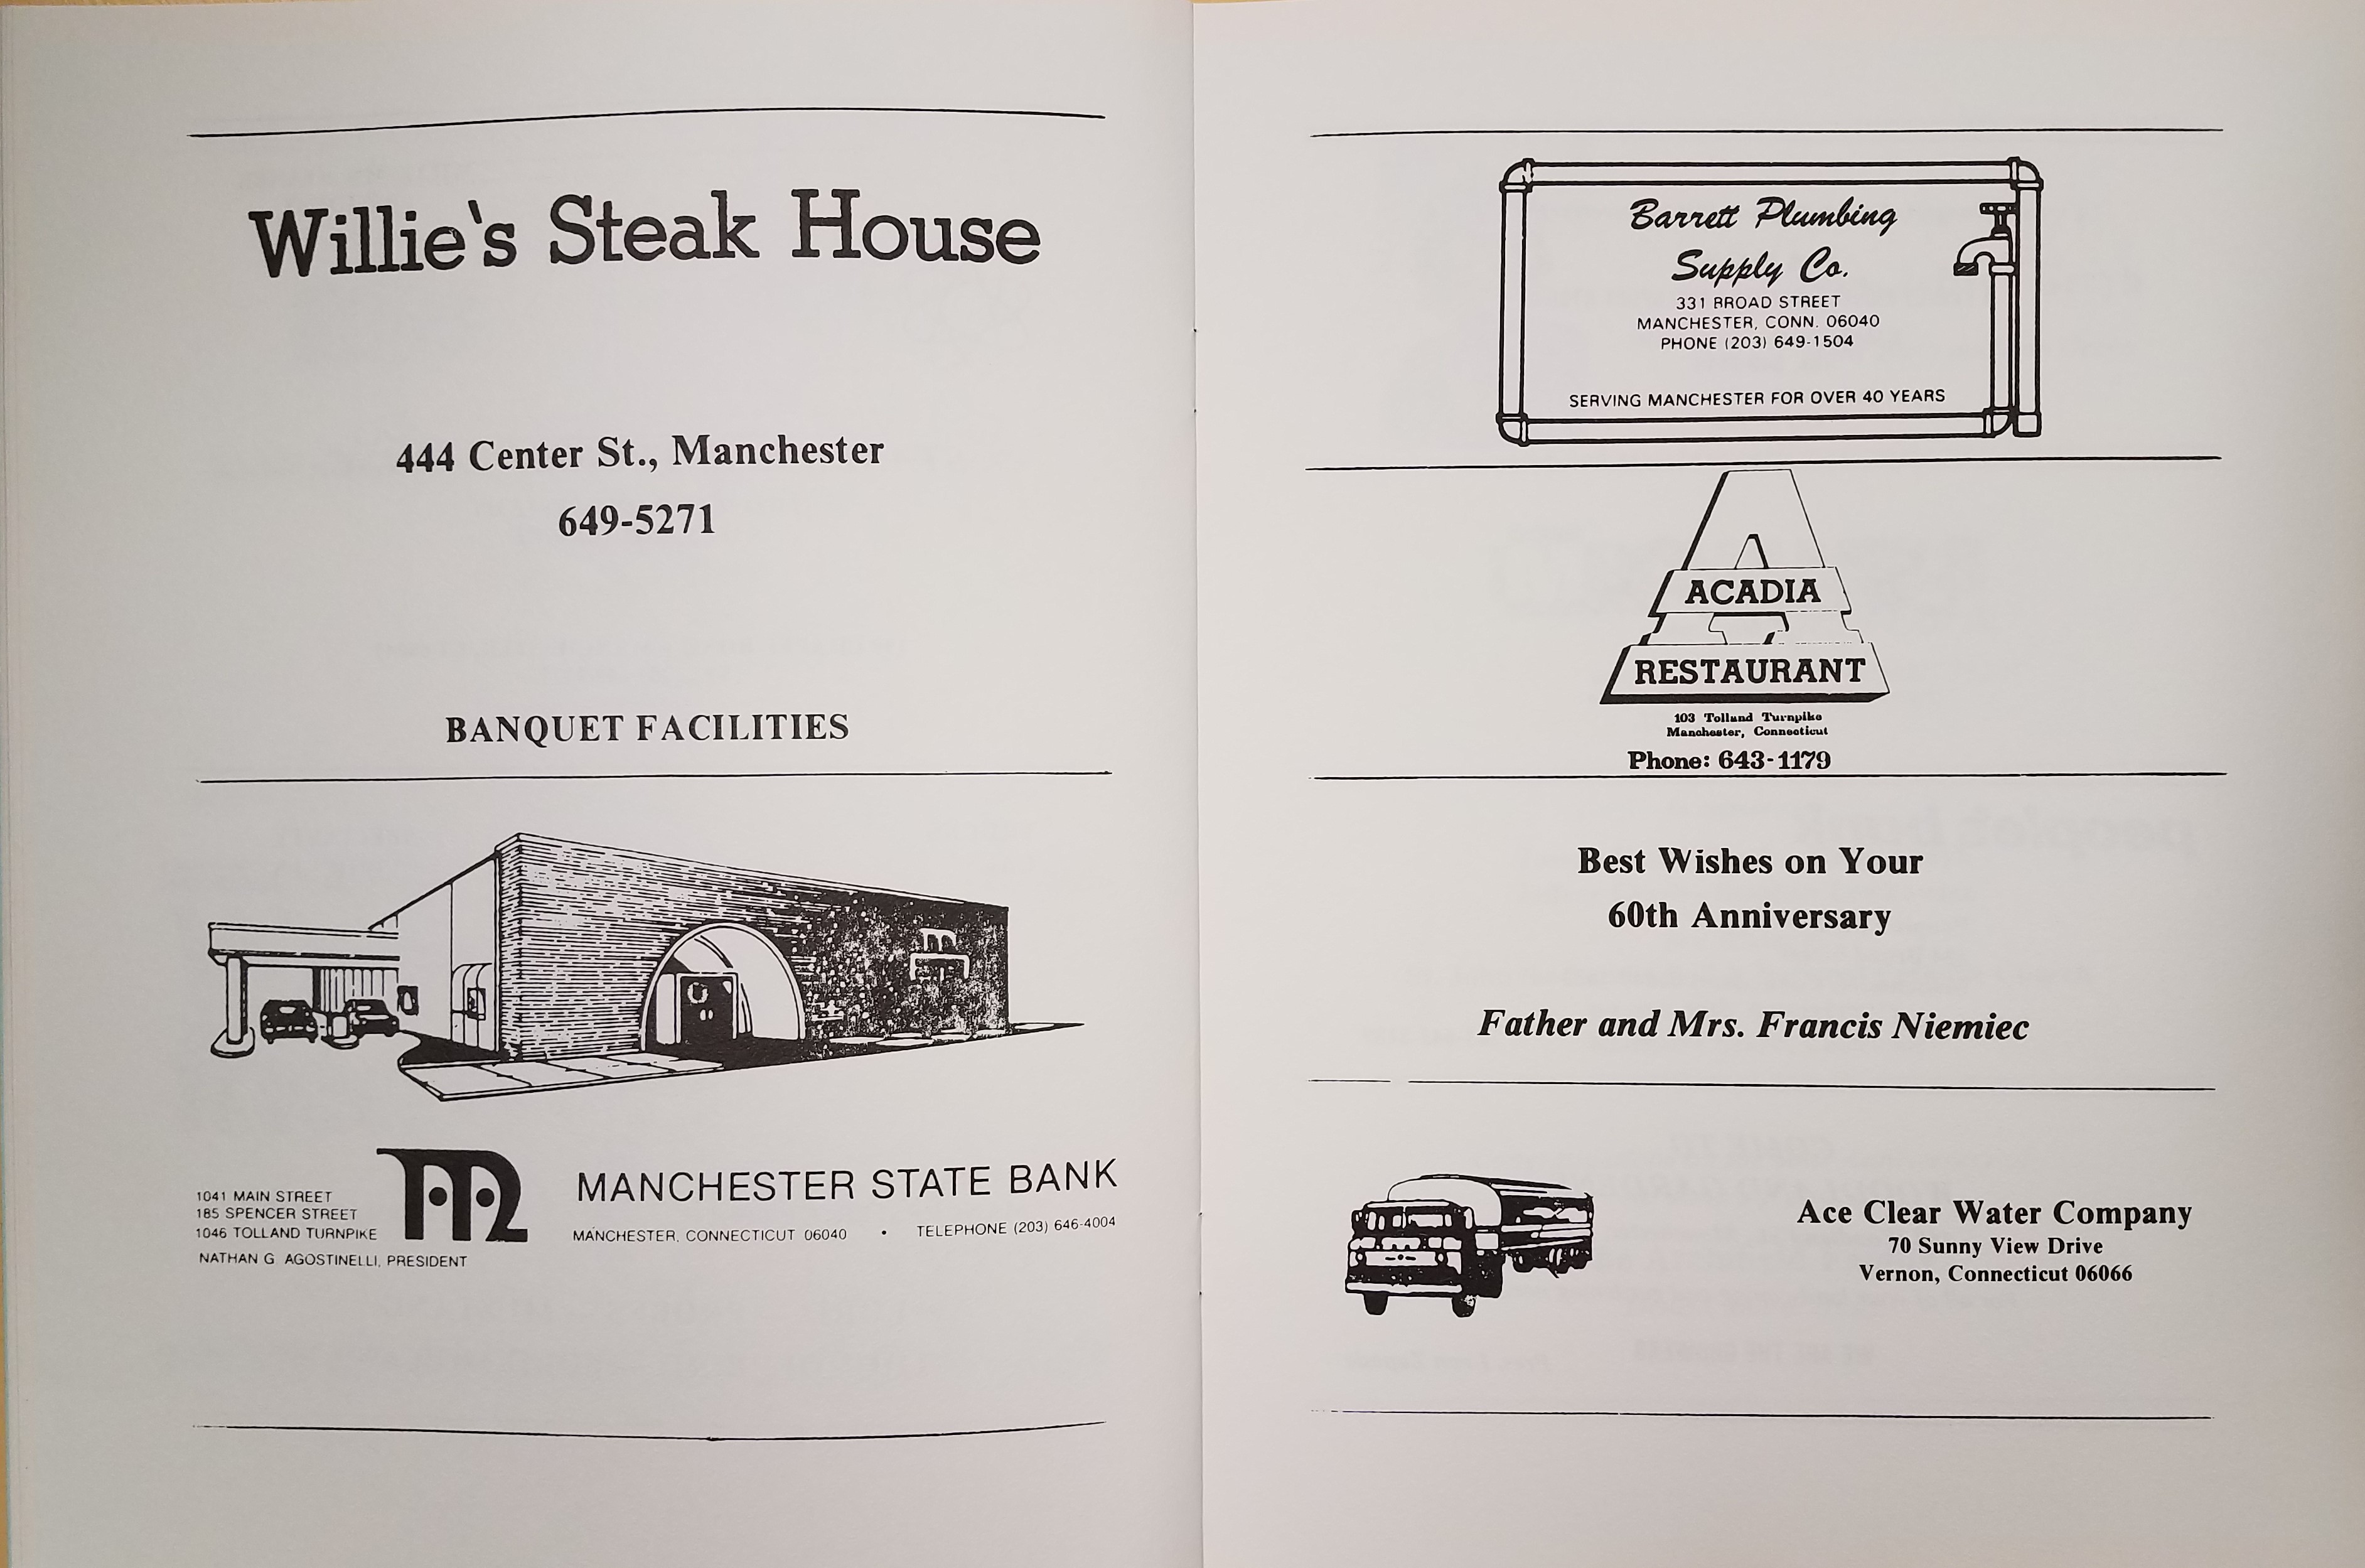 Willie's Steak House
444 Center St., Manchester
649-5271
BANQUET FACILITIES
1041 MAIN STREET
185 SPENCER STREET
1046 TOLLAND TURNPIKE
NATHAN G. AGOSTINELLI, PRESIDENT
m
MANCHESTER STATE BANK
MANCHESTER, CONNECTICUT 06040 • TELEPHONE (203) 646-4004
Barrett Plumbing
Supply Co.
331 BROAD STREET
MANCHESTER, CONN. 06040
PHONE (203) 649-1504
SERVING MANCHESTER FOR OVER 40 YEARS
A
ACADIA
RESTAURANT
103 Tolland Turnpike
Manchester, Connecticut
Phone: 643-1179
Best Wishes on Your
60th Anniversary
Father and Mrs. Francis Niemiec
Ace Clear Water Company
70 Sunny View Drive
Vernon, Connecticut 06066